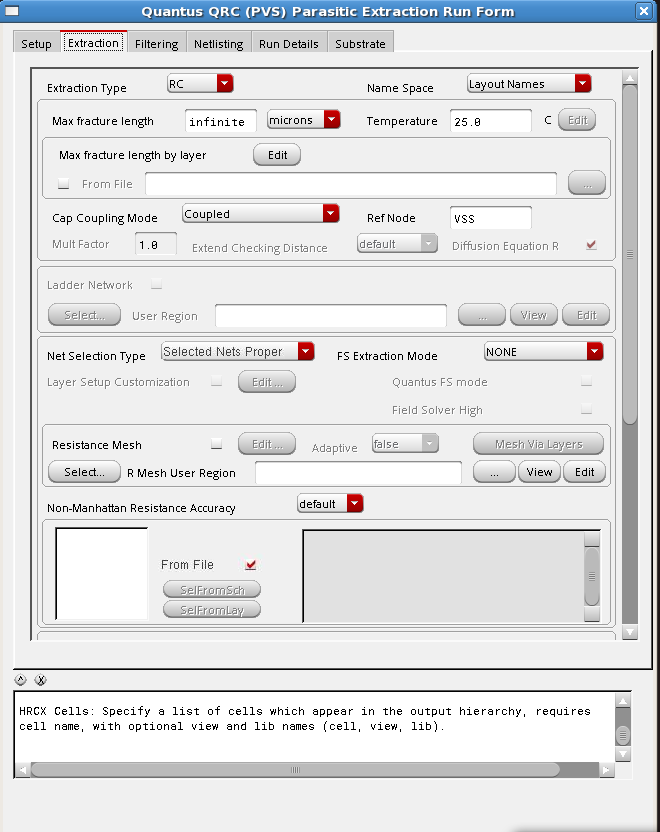 Quantus QRC (PVS) Parasitic Extraction Run Form
Setup Extraction Filtering Netlisting Run Details Substrate
Extraction Type RC Name Space Layout Names
Max fracture length infinite microns Temperature 25.0 C Edit
Max fracture length by layer Edit
From File ...
Cap Coupling Mode Coupled Ref Node VSS
Mult Factor 1.0 Extend Checking Distance default Diffusion Equation R
Ladder Network
Select... User Region ... View Edit
Net Selection Type Selected Nets Proper FS Extraction Mode NONE
Layer Setup Customization Edit ... Quantus FS mode
Field Solver High
Resistance Mesh Edit ... Adaptive false Mesh Via Layers
Select... R Mesh User Region ... View Edit
Non-Manhattan Resistance Accuracy default
From File
SelFromSch
SelFromLay
HRCX Cells: Specify a list of cells which appear in the output hierarchy, requires
cell name, with optional view and lib names (cell, view, lib).